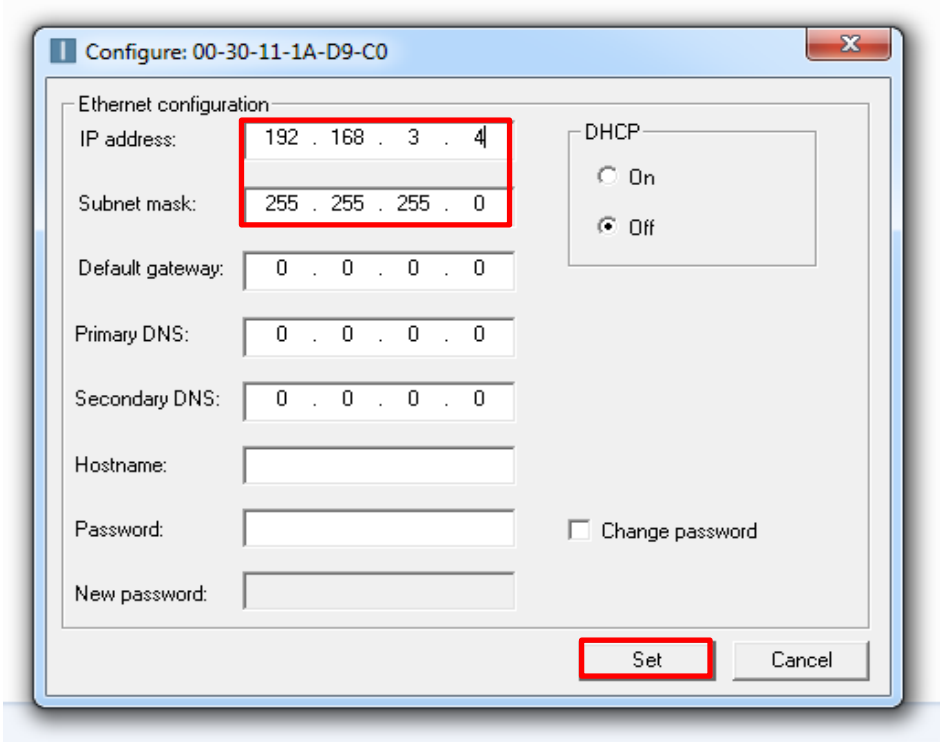 Configure: 00-30-11-1A-D9-C0
Ethernet configuration
IP address: 192 . 168 . 3 . 4
DHCP
On
Subnet mask: 255 . 255 . 255 . 0
Off
Default gateway: 0 . 0 . 0 . 0
Primary DNS: 0 . 0 . 0 . 0
Secondary DNS: 0 . 0 . 0 . 0
Hostname:
Password:
Change password
New password:
Set
Cancel